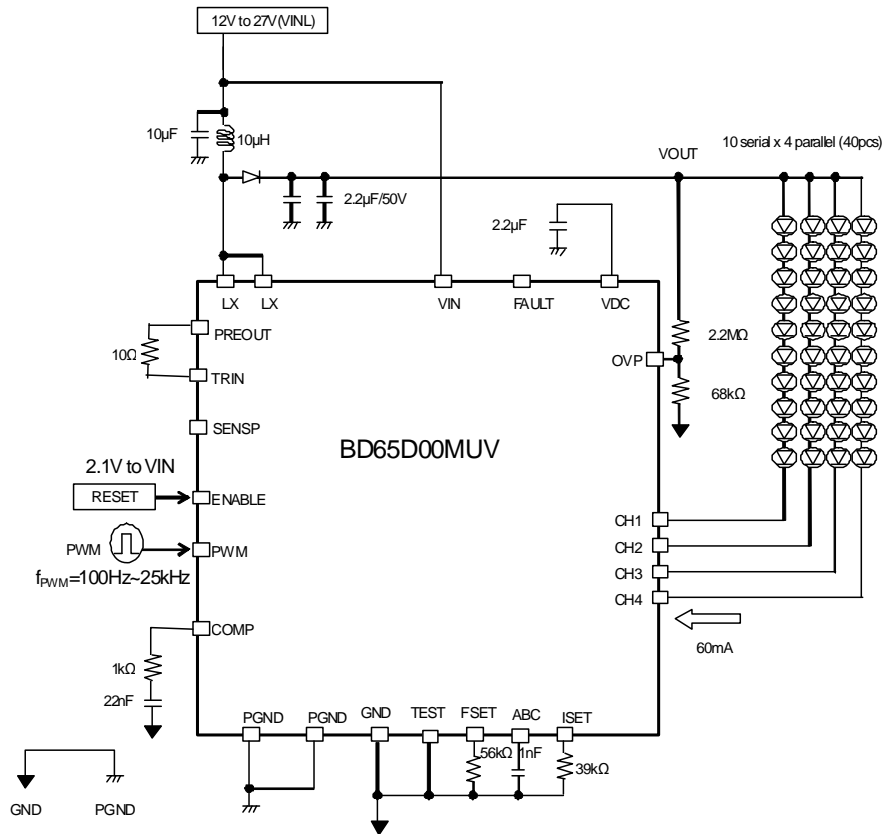 12V to 27V(VINL)
10µF
10µH
VOUT
10 serial x 4 parallel (40pcs)
2.2µF/50V
2.2µF
LX
LX
VIN
FAULT
VDC
PREOUT
10Ω
TRIN
OVP
2.2MΩ
68kΩ
SENSP
BD65D00MUV
2.1V to VIN
RESET
ENABLE
PWM
PWM
fPWM=100Hz~25kHz
CH1
CH2
CH3
CH4
60mA
COMP
1kΩ
22nF
PGND
PGND
GND
TEST
FSET
ABC
ISET
56kΩ
1nF
39kΩ
GND
PGND